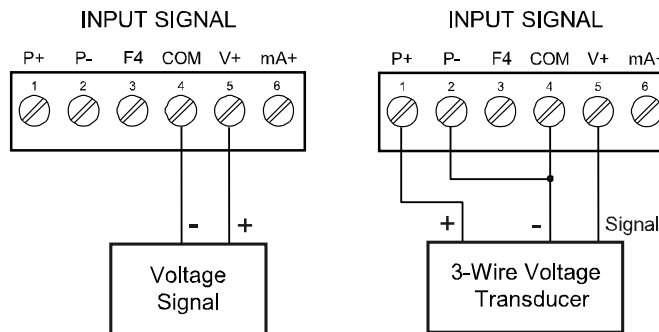 INPUT SIGNAL
P+ P- F4 COM V+ mA+
1 2 3 4 5 6
- +
Voltage
Signal
INPUT SIGNAL
P+ P- F4 COM V+ mA+
1 2 3 4 5 6
+ - Signal
3-Wire Voltage
Transducer